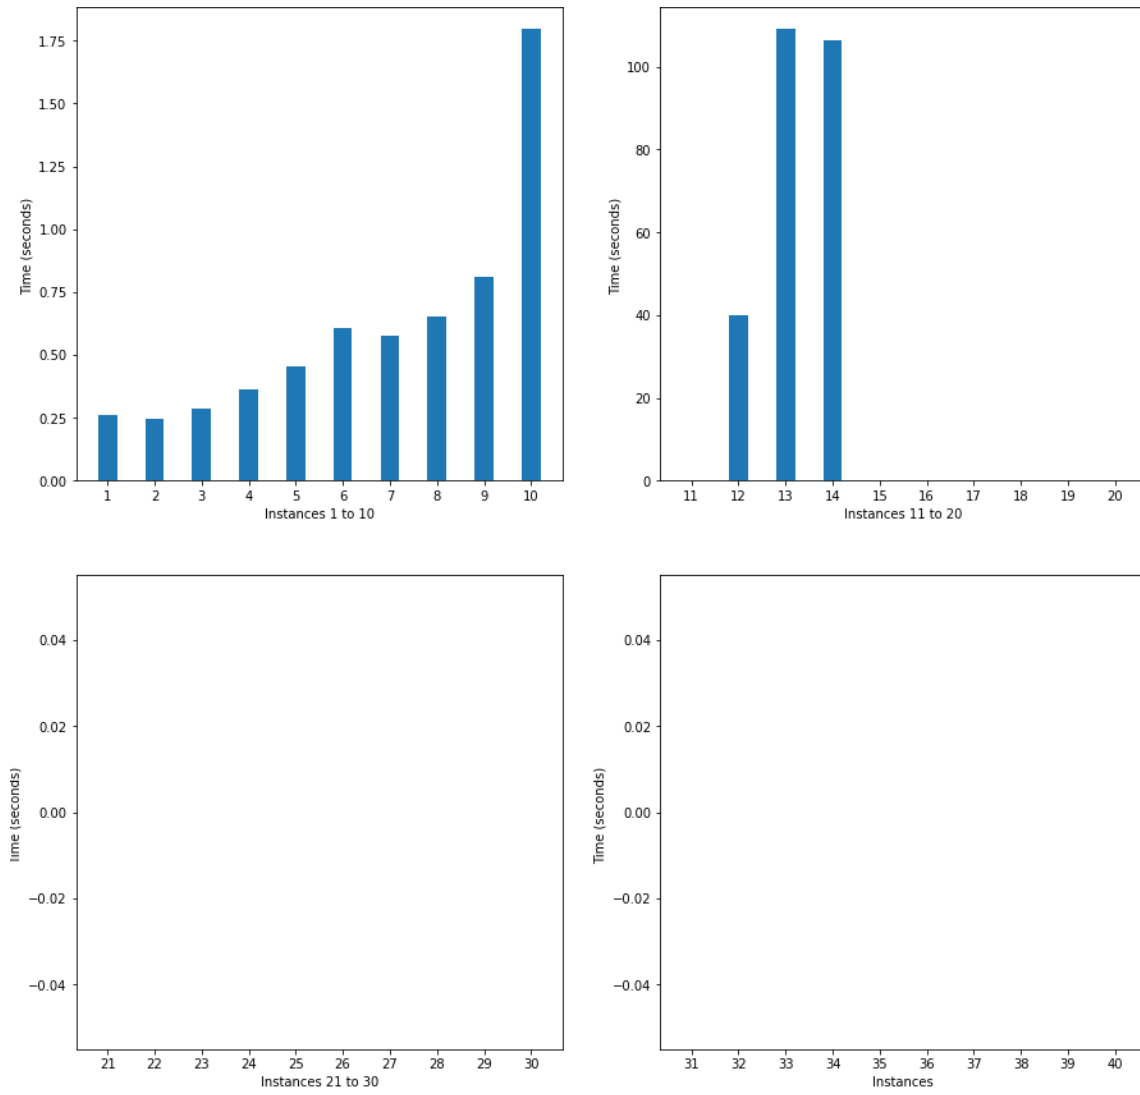 Time (seconds)
1.75
1.50
1.25
1.00
0.75
0.50
0.25
0.00
1 2 3 4 5 6 7 8 9 10
Instances 1 to 10
Time (seconds)
100
80
60
40
20
0
11 12 13 14 15 16 17 18 19 20
Instances 11 to 20
Time (seconds)
0.04
0.02
0.00
−0.02
−0.04
21 22 23 24 25 26 27 28 29 30
Instances 21 to 30
Time (seconds)
0.04
0.02
0.00
−0.02
−0.04
31 32 33 34 35 36 37 38 39 40
Instances